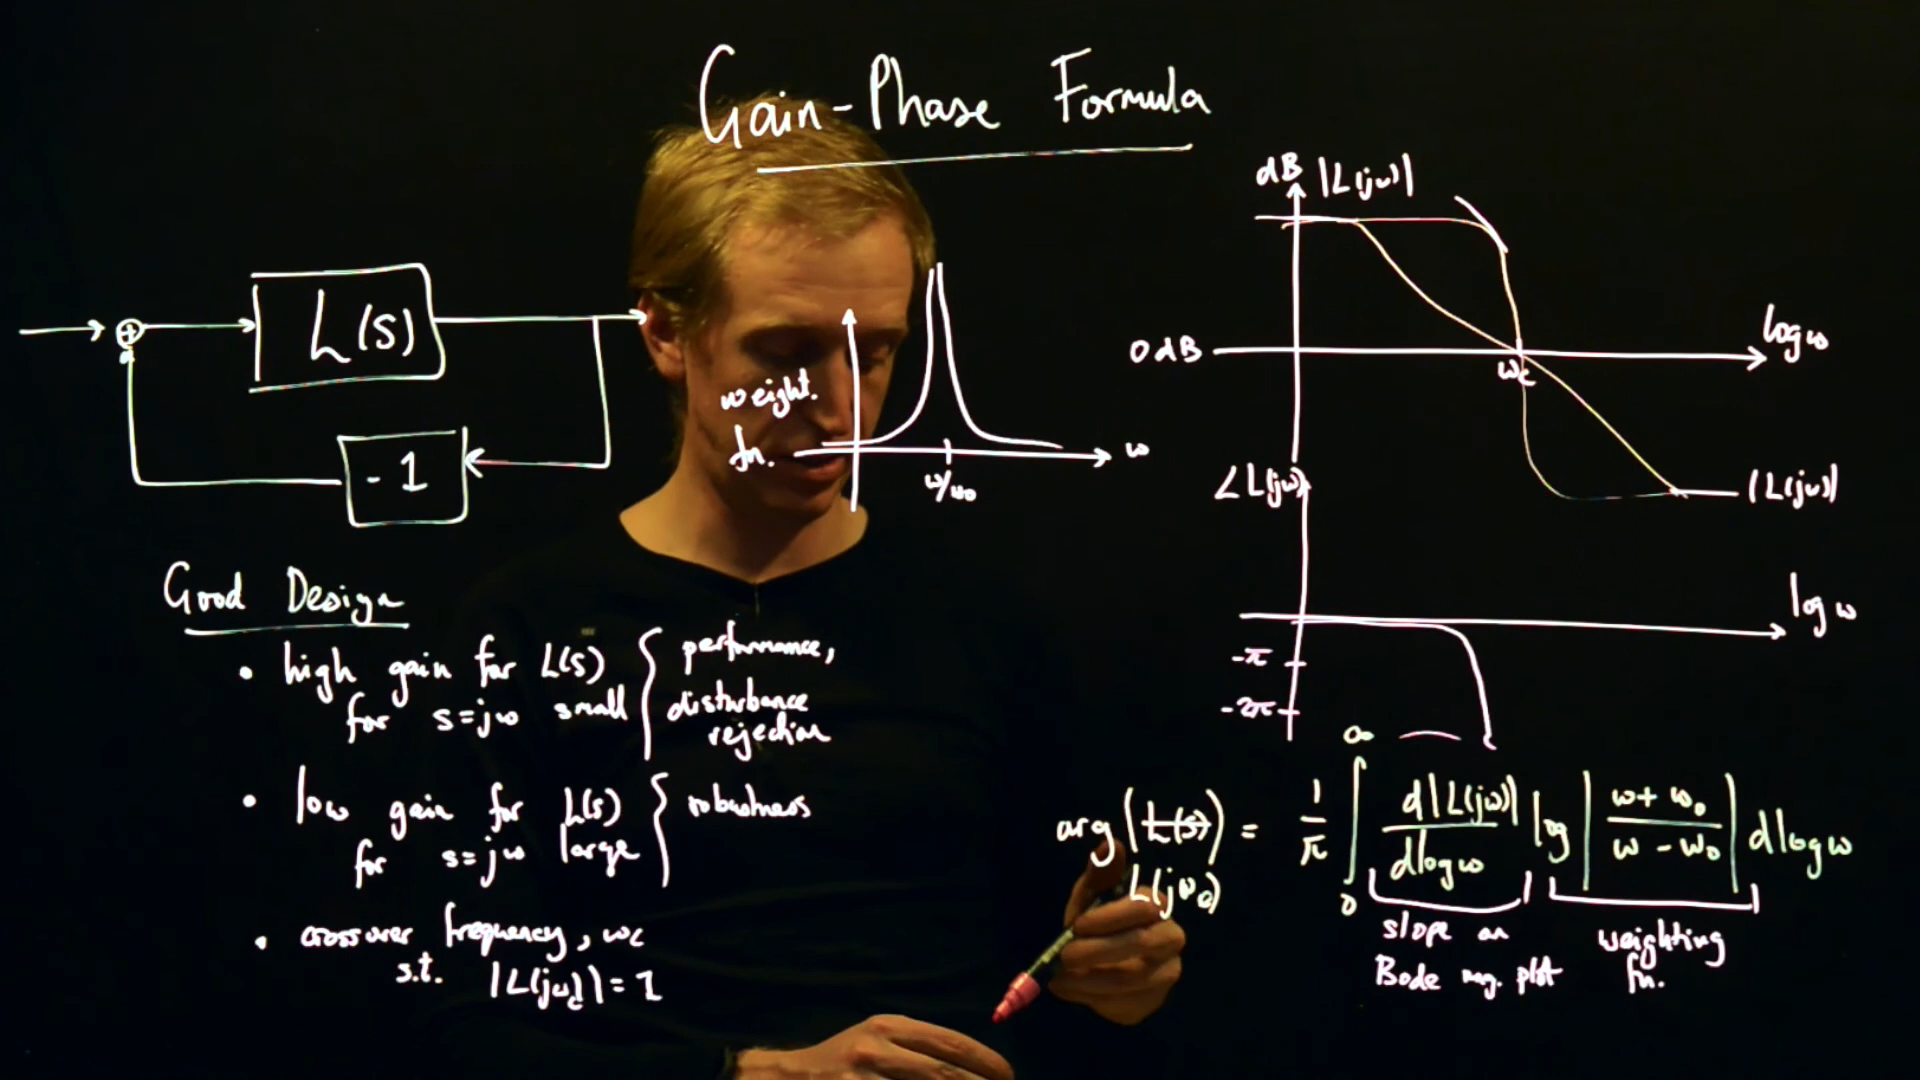 Gain-Phase Formula
L(s)
-1
weight.
fn.
ω
ω/ω₀
dB |L(jω)|
0 dB
log ω
ωc
∠L(jω)
|L(jω)|
log ω
-π
-2π
Good Design
• high gain for L(s)
for s=jω small
performance,
disturbance
rejection
• low gain for L(s)
for s=jω large
robustness
• crossover frequency, ωc
s.t. |L(jωc)| = 1
arg(L(s)) = 1/π ∫₀^∞ d|L(jω)|/dlogω log|ω+ω₀/ω-ω₀| dlogω
L(jω₀)
slope on
Bode mag. plot
weighting
fn.